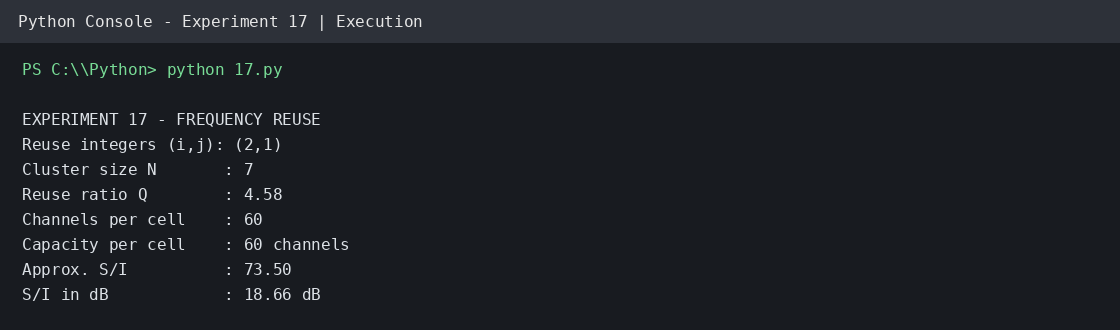 Python Console - Experiment 17 | Execution
PS C:\\Python> python 17.py
EXPERIMENT 17 - FREQUENCY REUSE
Reuse integers (i,j): (2,1)
Cluster size N       : 7
Reuse ratio Q        : 4.58
Channels per cell    : 60
Capacity per cell    : 60 channels
Approx. S/I          : 73.50
S/I in dB            : 18.66 dB